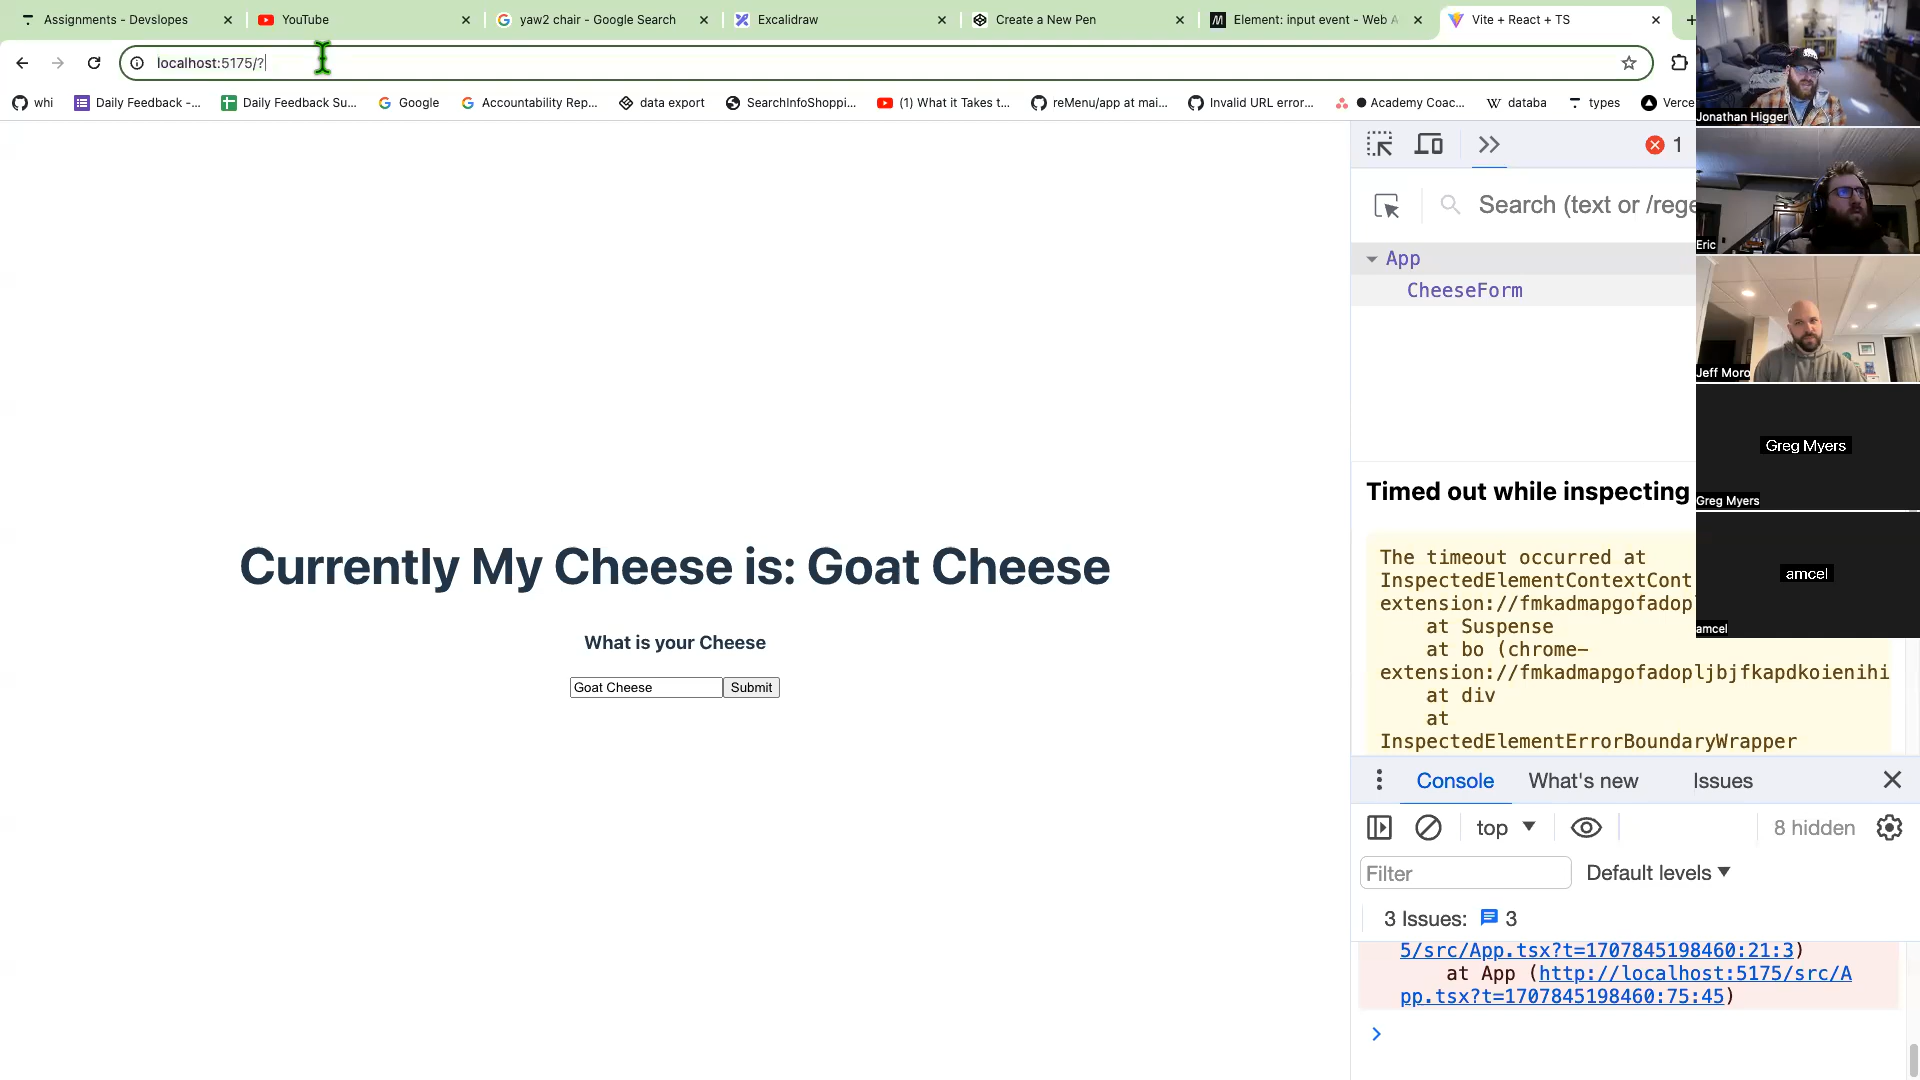 Assignments - Devslopes
YouTube
yaw2 chair - Google Search
Excalidraw
Create a New Pen
Element: input event - Web A
Vite + React + TS
localhost:5175/?
whi
Daily Feedback -...
Daily Feedback Su...
Google
Accountability Rep...
data export
SearchInfoShoppi...
(1) What it Takes t...
reMenu/app at mai...
Invalid URL error...
Academy Coac...
databa
types
Verce
Jonathan Higger
Eric
Jeff Moro
Greg Myers
Greg Myers
amcel
amcel
Currently My Cheese is: Goat Cheese
What is your Cheese
Goat Cheese
Submit
1
Search (text or /rege
App
CheeseForm
Timed out while inspecting
The timeout occurred at
InspectedElementContextCont
extension://fmkadmapgofadopl
at Suspense
at bo (chrome-
extension://fmkadmapgofadopljbjfkapdkoienihi
at div
at
InspectedElementErrorBoundaryWrapper
Console
What's new
Issues
top
8 hidden
Filter
Default levels
3 Issues:
3
5/src/App.tsx?t=1707845198460:21:3)
at App (http://localhost:5175/src/A
pp.tsx?t=1707845198460:75:45)